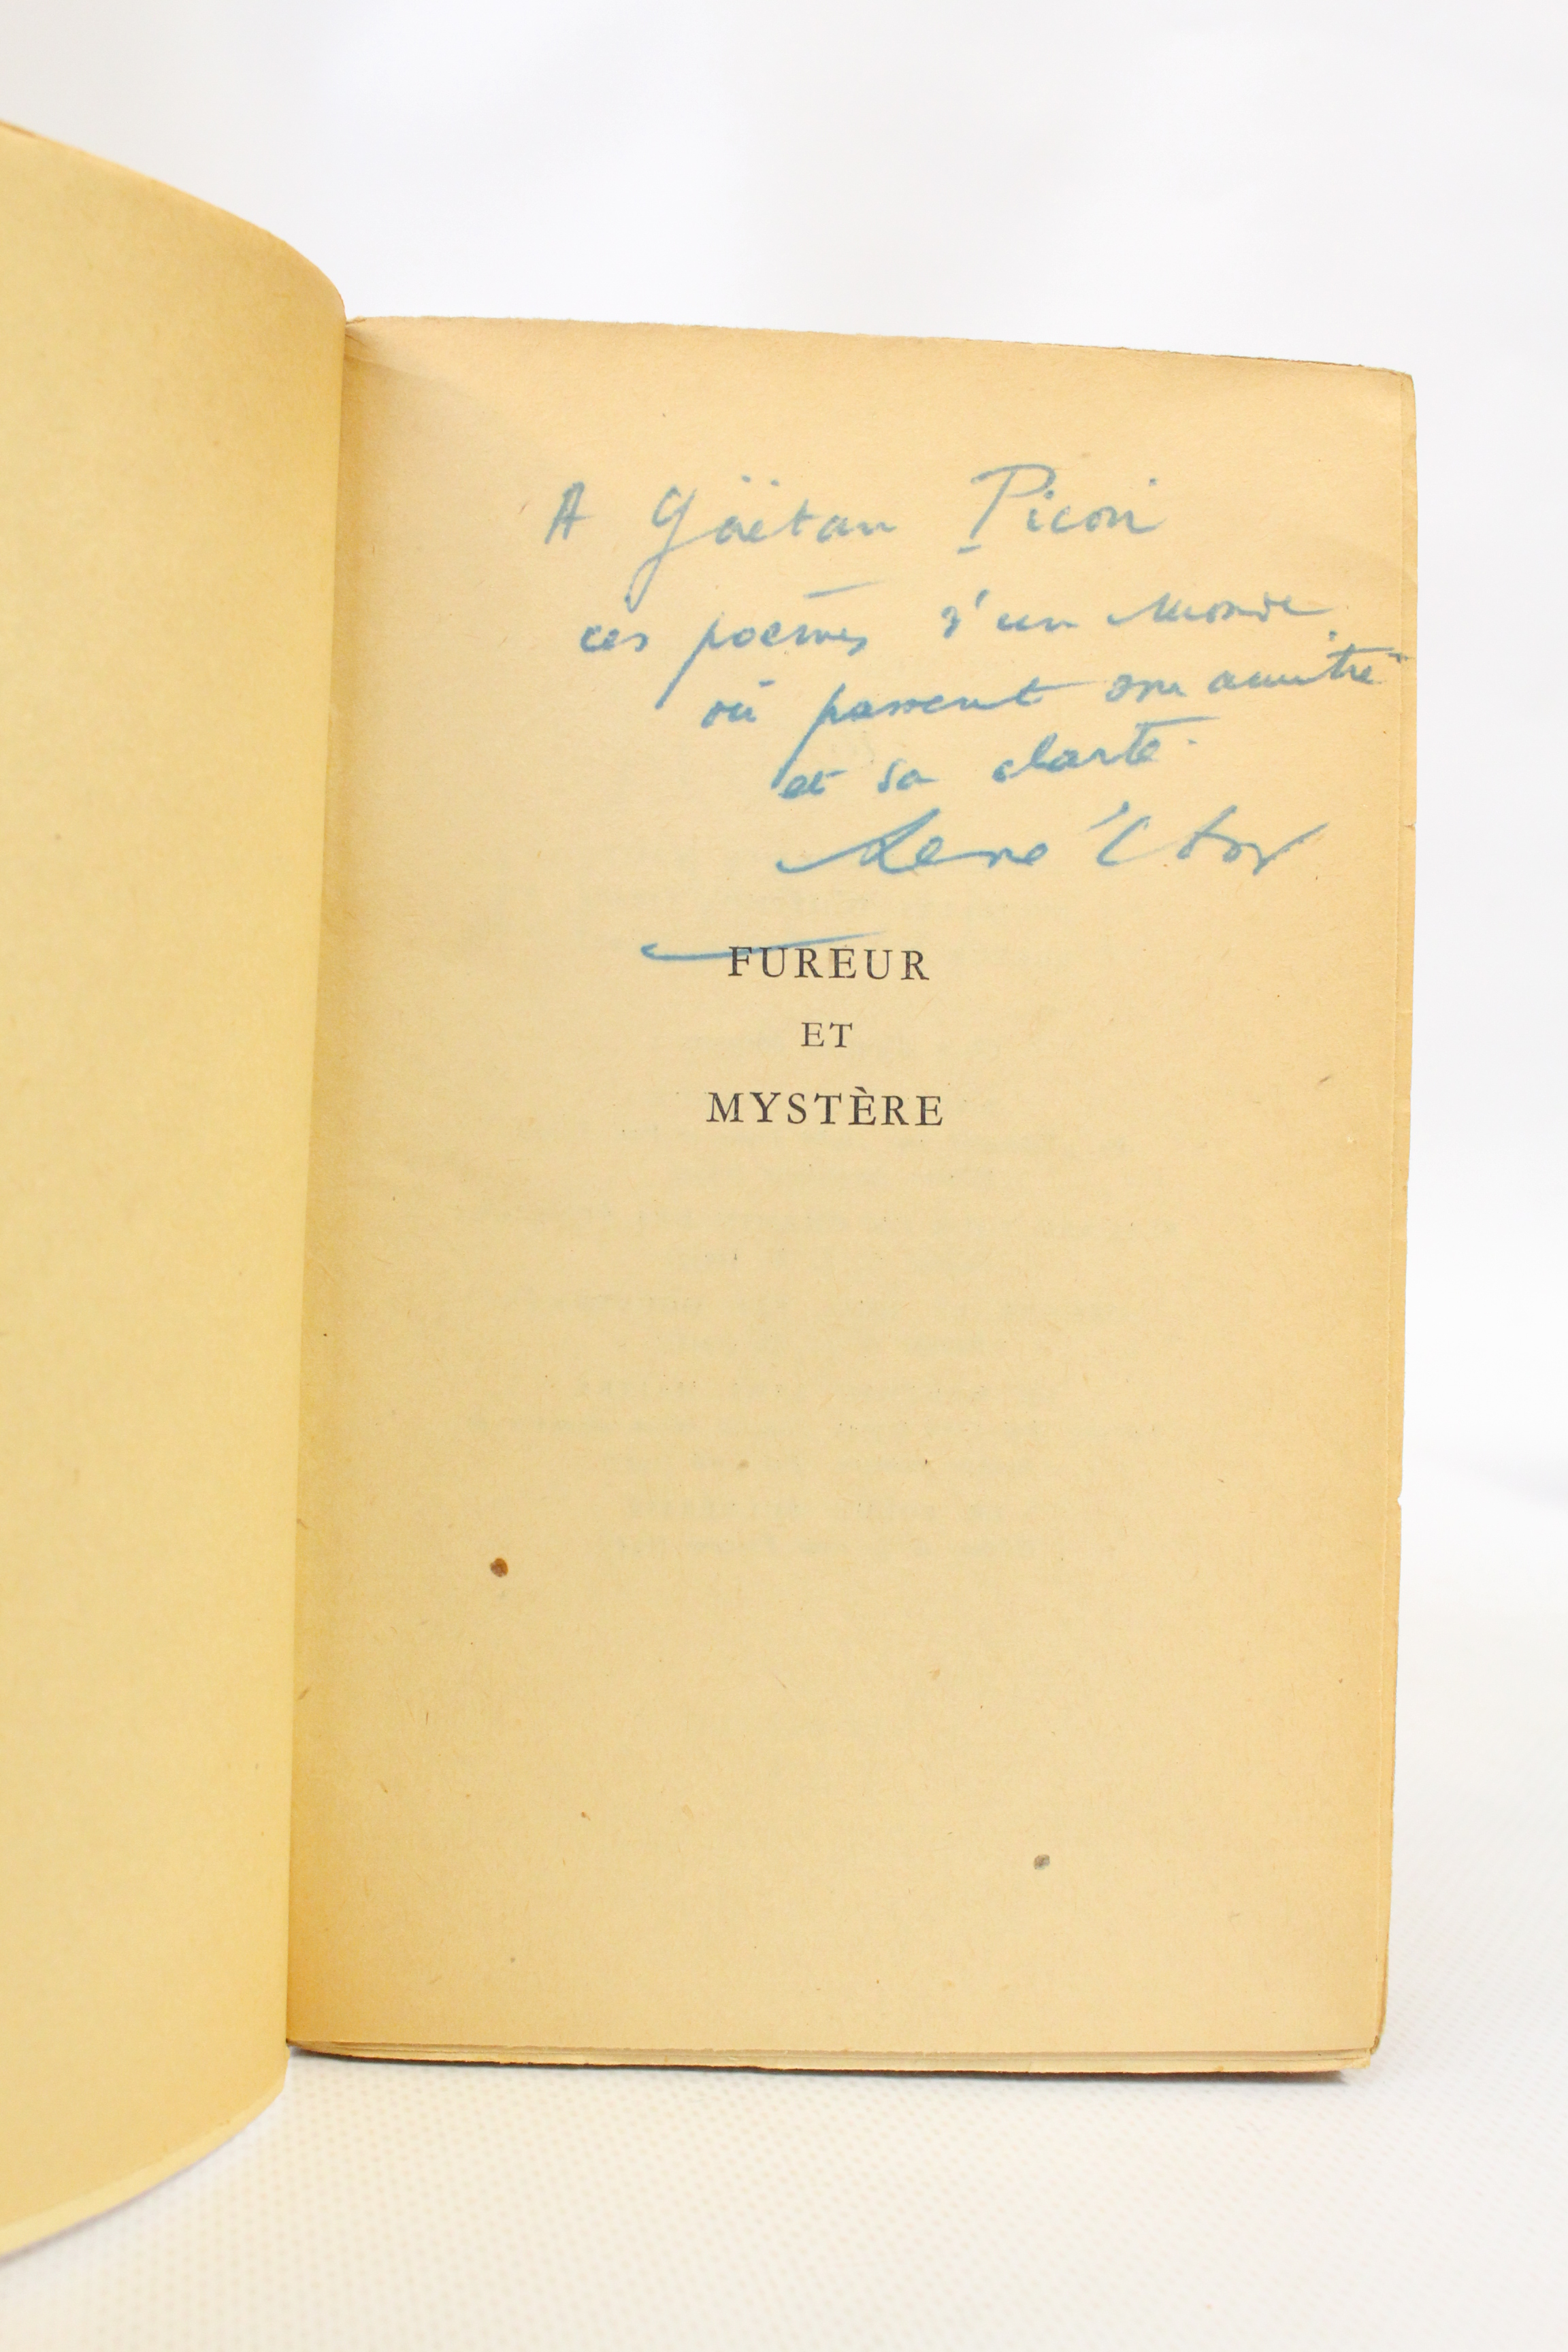 A Gaëtan Picon
ces poèmes d'un monde
où passent son amitié
et sa clarté.
René Char
FUREUR
ET
MYSTÈRE